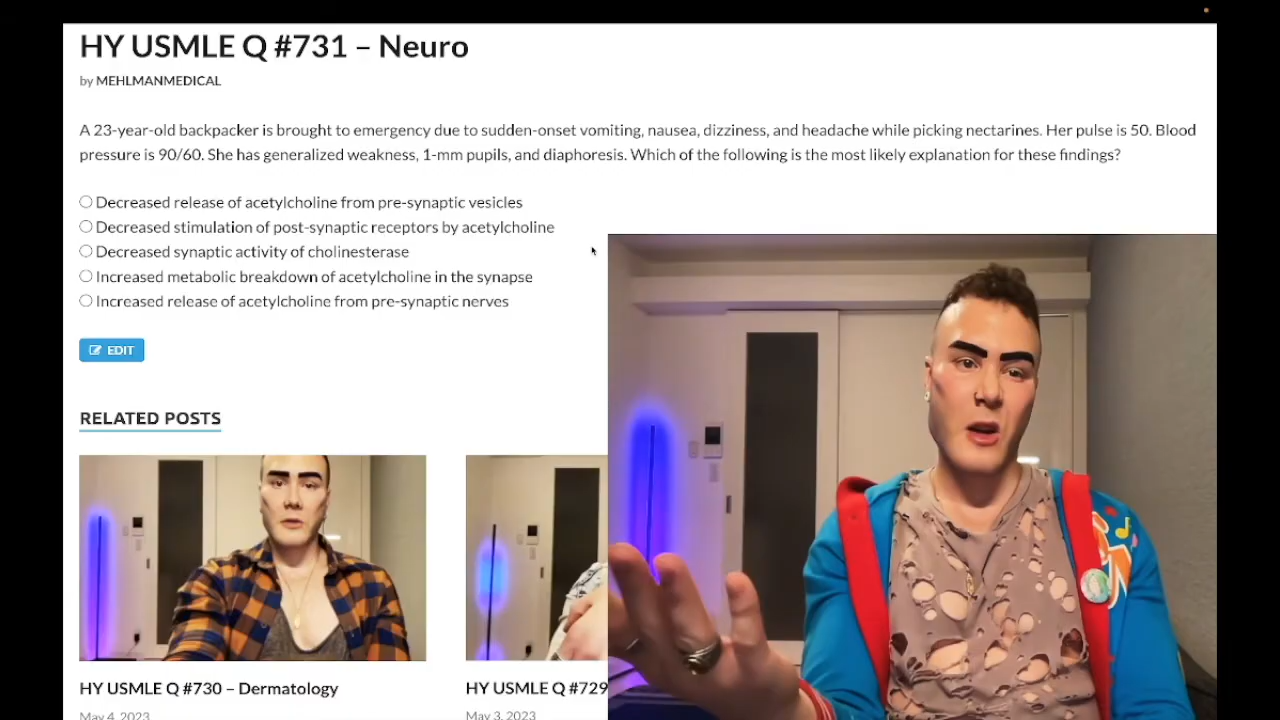 HY USMLE Q #731 – Neuro
by MEHLMANMEDICAL
A 23-year-old backpacker is brought to emergency due to sudden-onset vomiting, nausea, dizziness, and headache while picking nectarines. Her pulse is 50. Blood
pressure is 90/60. She has generalized weakness, 1-mm pupils, and diaphoresis. Which of the following is the most likely explanation for these findings?
Decreased release of acetylcholine from pre-synaptic vesicles
Decreased stimulation of post-synaptic receptors by acetylcholine
Decreased synaptic activity of cholinesterase
Increased metabolic breakdown of acetylcholine in the synapse
Increased release of acetylcholine from pre-synaptic nerves
EDIT
RELATED POSTS
HY USMLE Q #730 – Dermatology
May 4, 2023
HY USMLE Q #729
May 3, 2023